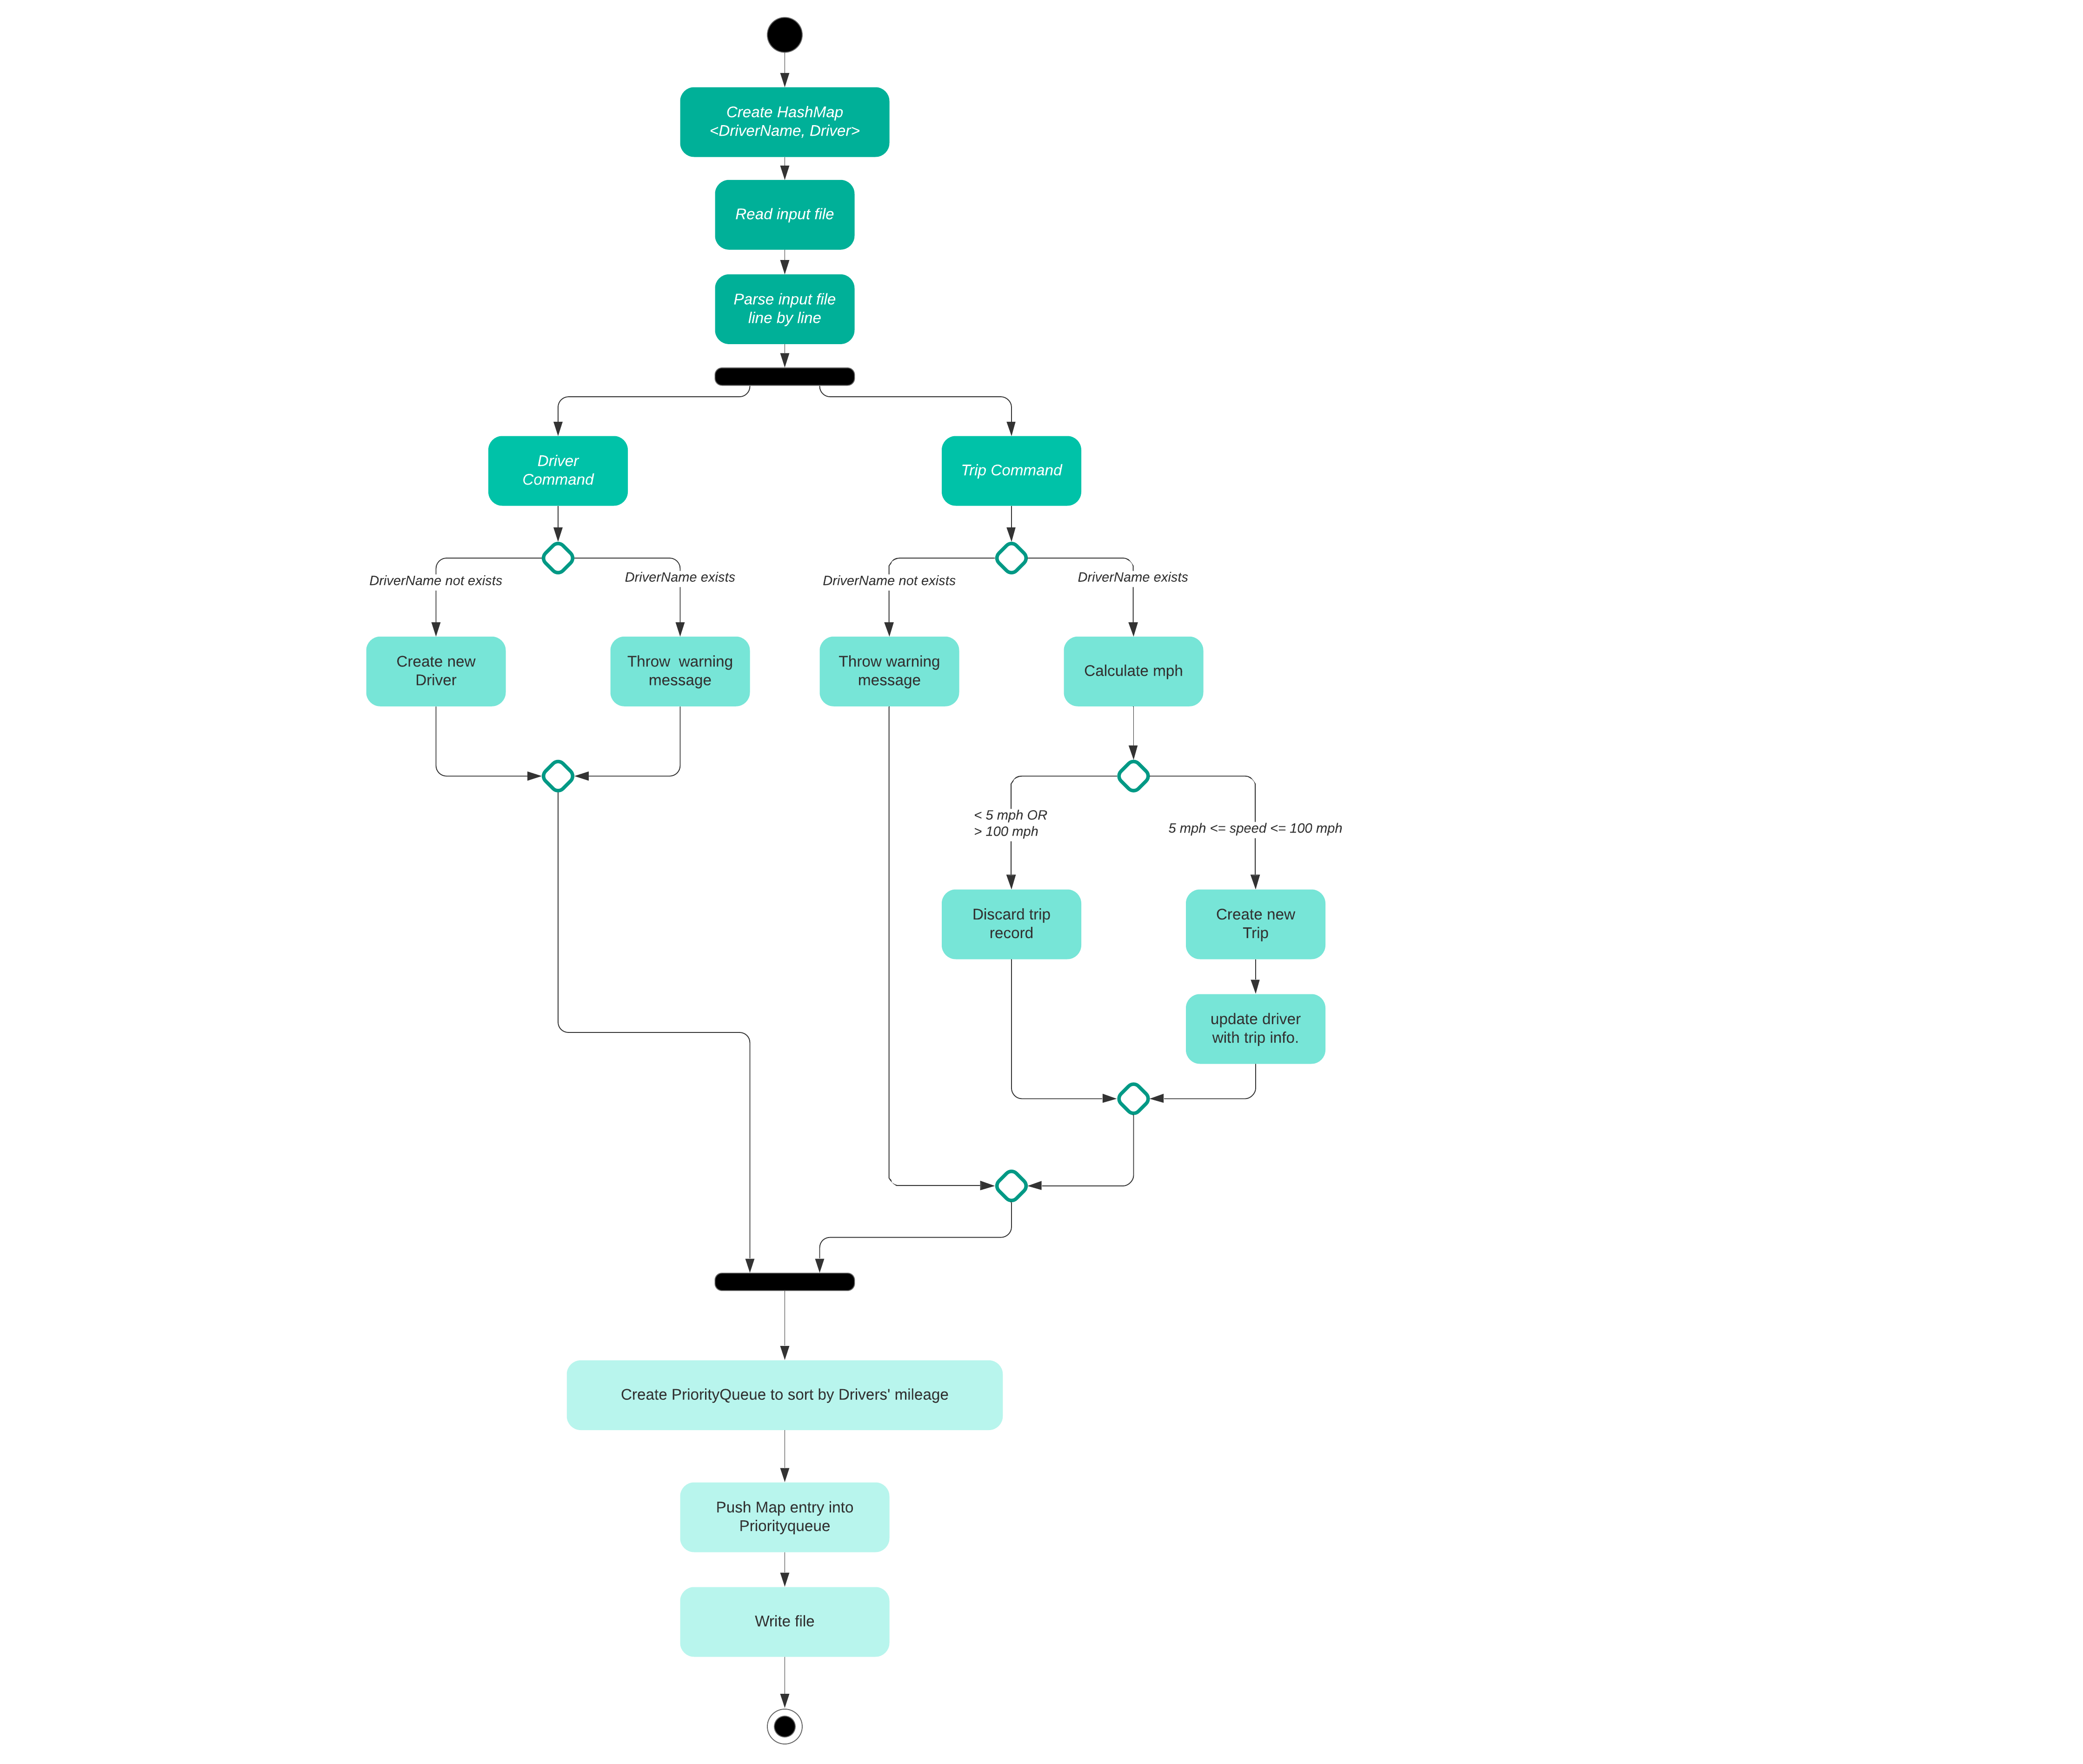 Create HashMap
<DriverName, Driver>
Read input file
Parse input file
line by line
Driver
Command
Trip Command
DriverName not exists
DriverName exists
DriverName not exists
DriverName exists
Create new
Driver
Throw  warning
message
Throw warning
message
Calculate mph
< 5 mph OR
> 100 mph
5 mph <= speed <= 100 mph
Discard trip
record
Create new
Trip
update driver
with trip info.
Create PriorityQueue to sort by Drivers' mileage
Push Map entry into
Priorityqueue
Write file